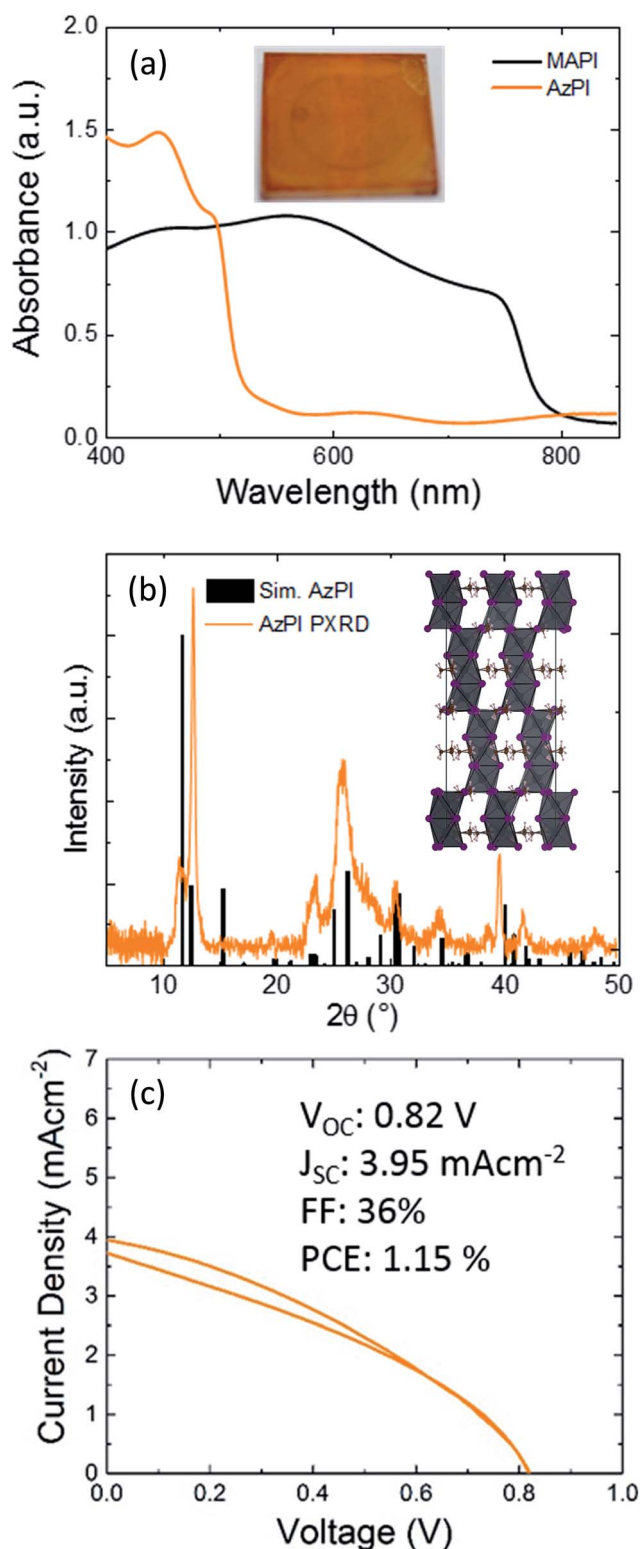 (a)
MAPI
AzPI
2.0
1.5
1.0
0.5
0.0
Absorbance (a.u.)
400 600 800
Wavelength (nm)
(b)
Sim. AzPI
AzPI PXRD
Intensity (a.u.)
10 20 30 40 50
2θ (°)
(c)
V_OC: 0.82 V
J_SC: 3.95 mAcm⁻²
FF: 36%
PCE: 1.15 %
7
6
5
4
3
2
1
0
Current Density (mAcm⁻²)
0.0 0.2 0.4 0.6 0.8 1.0
Voltage (V)